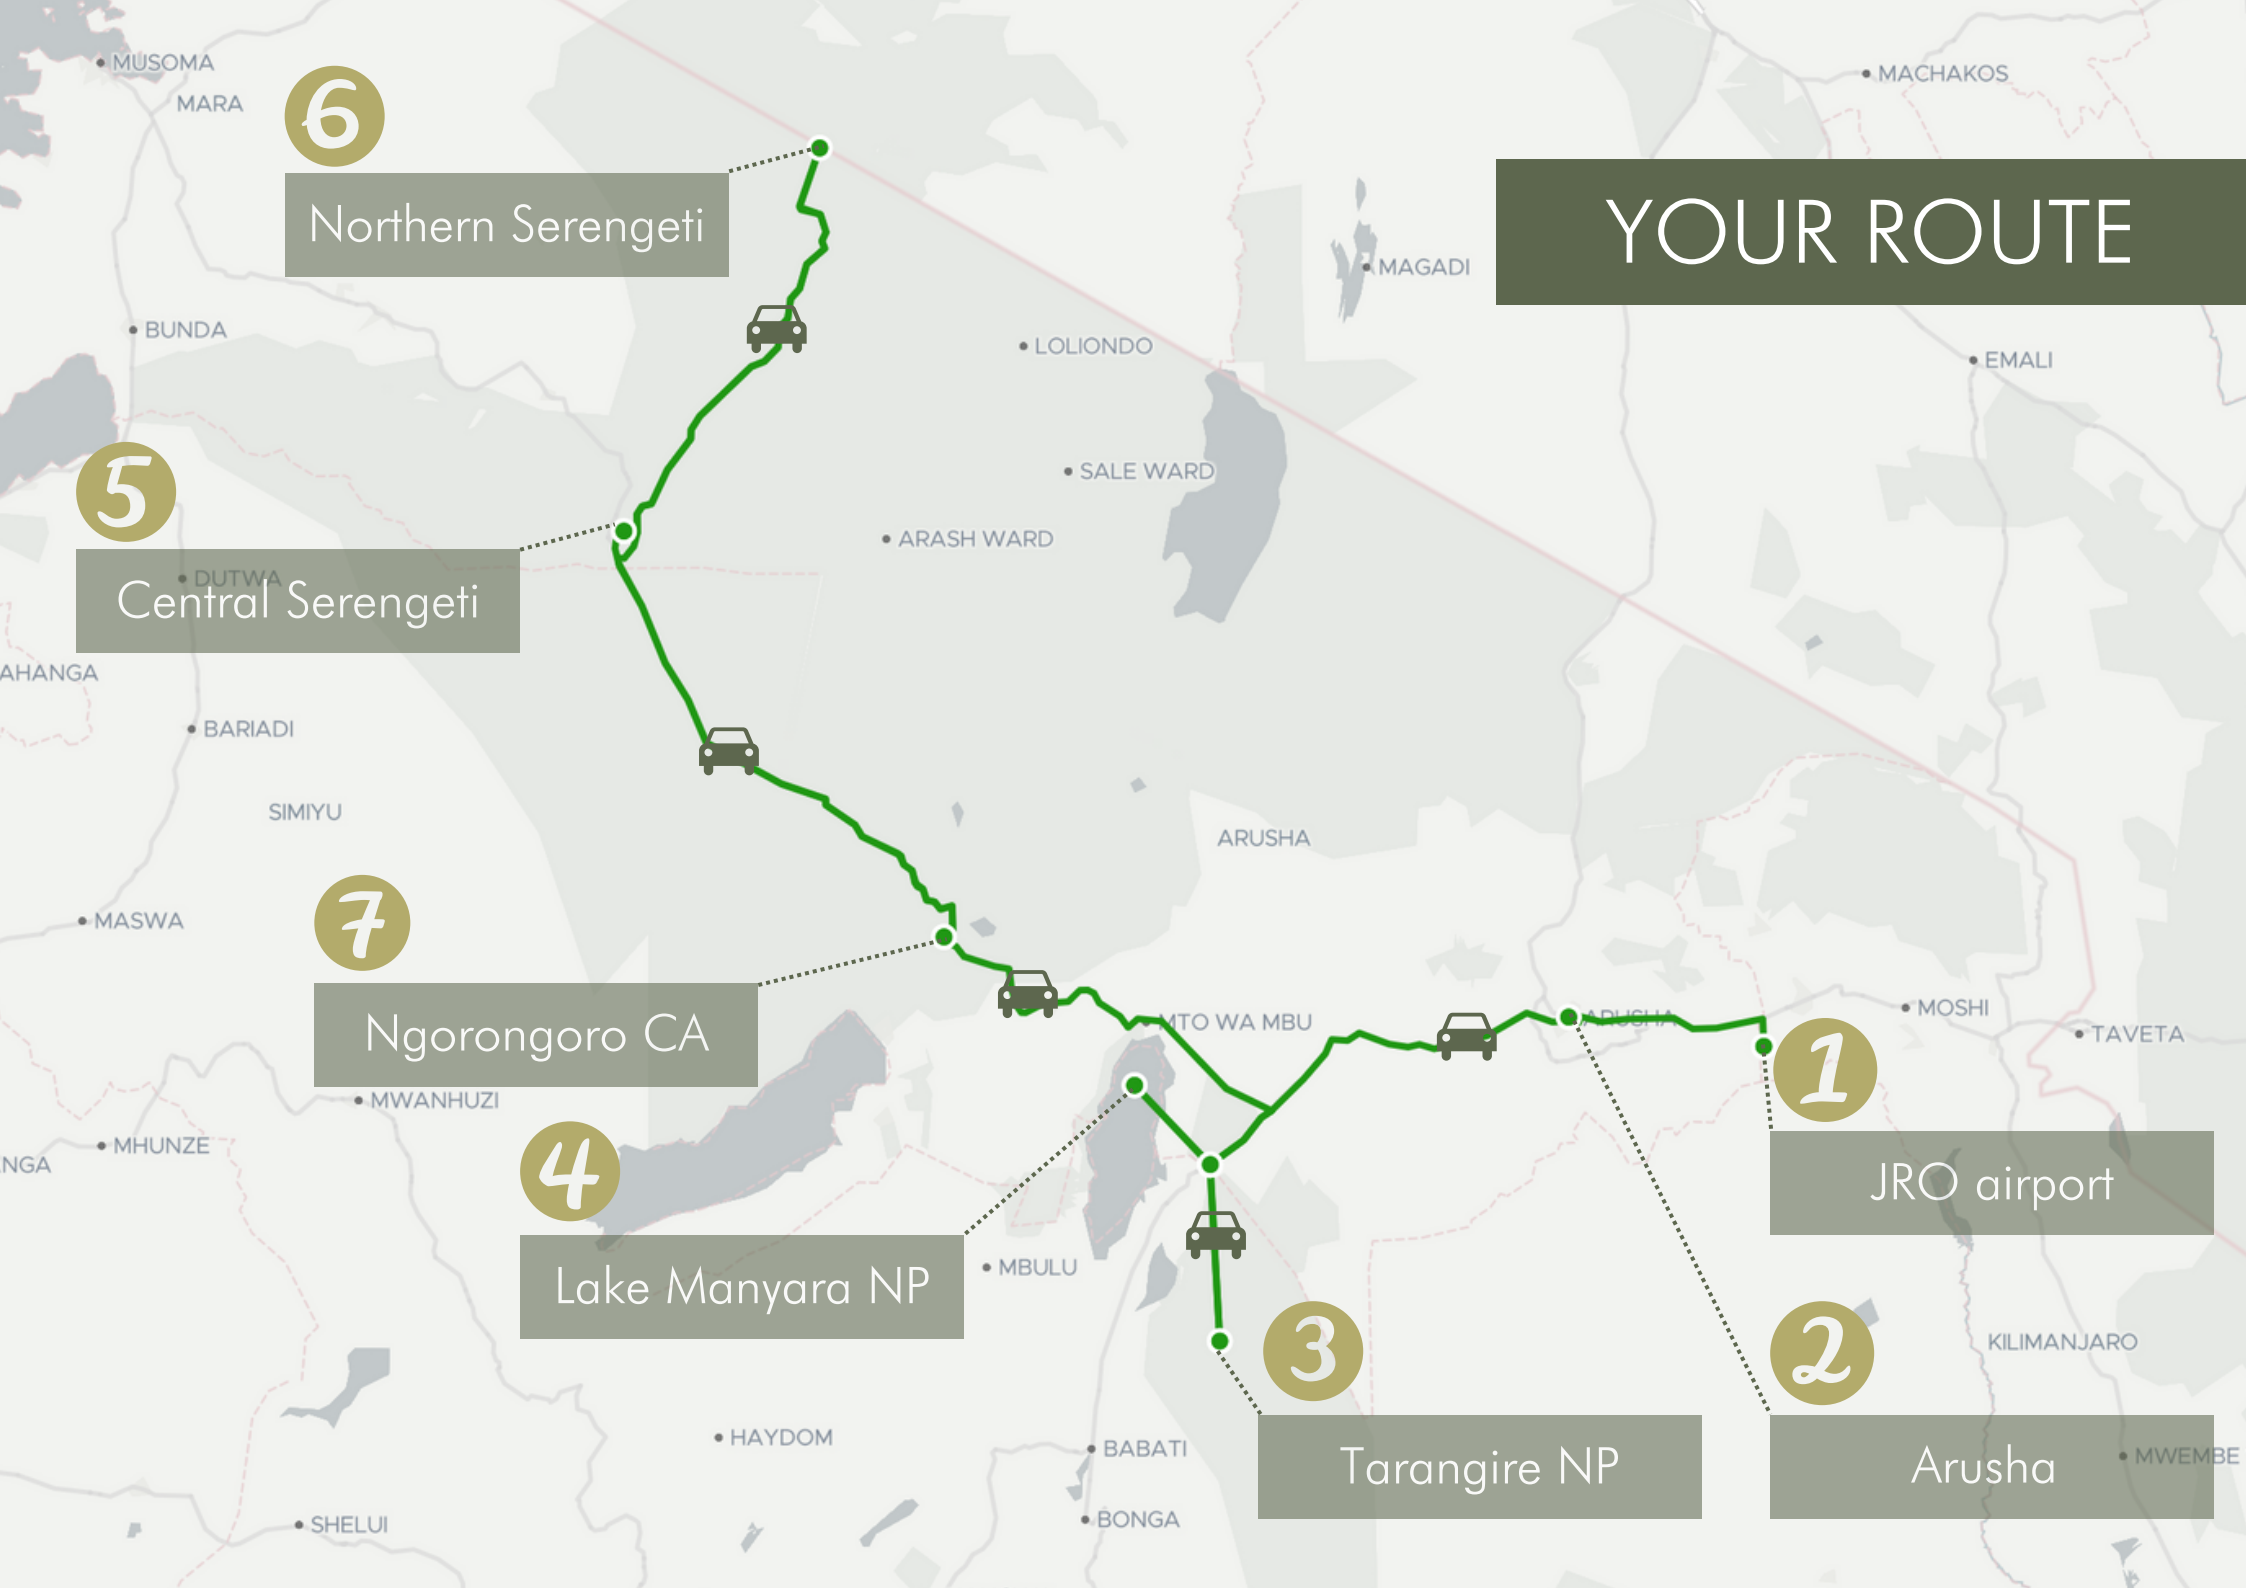 MUSOMA
MARA
MACHAKOS
6
Northern Serengeti
YOUR ROUTE
MAGADI
BUNDA
LOLIONDO
EMALI
5
SALE WARD
ARASH WARD
DUTWA
Central Serengeti
AHANGA
BARIADI
SIMIYU
ARUSHA
7
MASWA
Ngorongoro CA
MTO WA MBU
ARUSHA
MOSHI
TAVETA
1
MWANHUZI
MHUNZE
NGA
4
JRO airport
MBULU
Lake Manyara NP
3
2
KILIMANJARO
HAYDOM
BABATI
Tarangire NP
Arusha
MWEMBE
SHELUI
BONGA